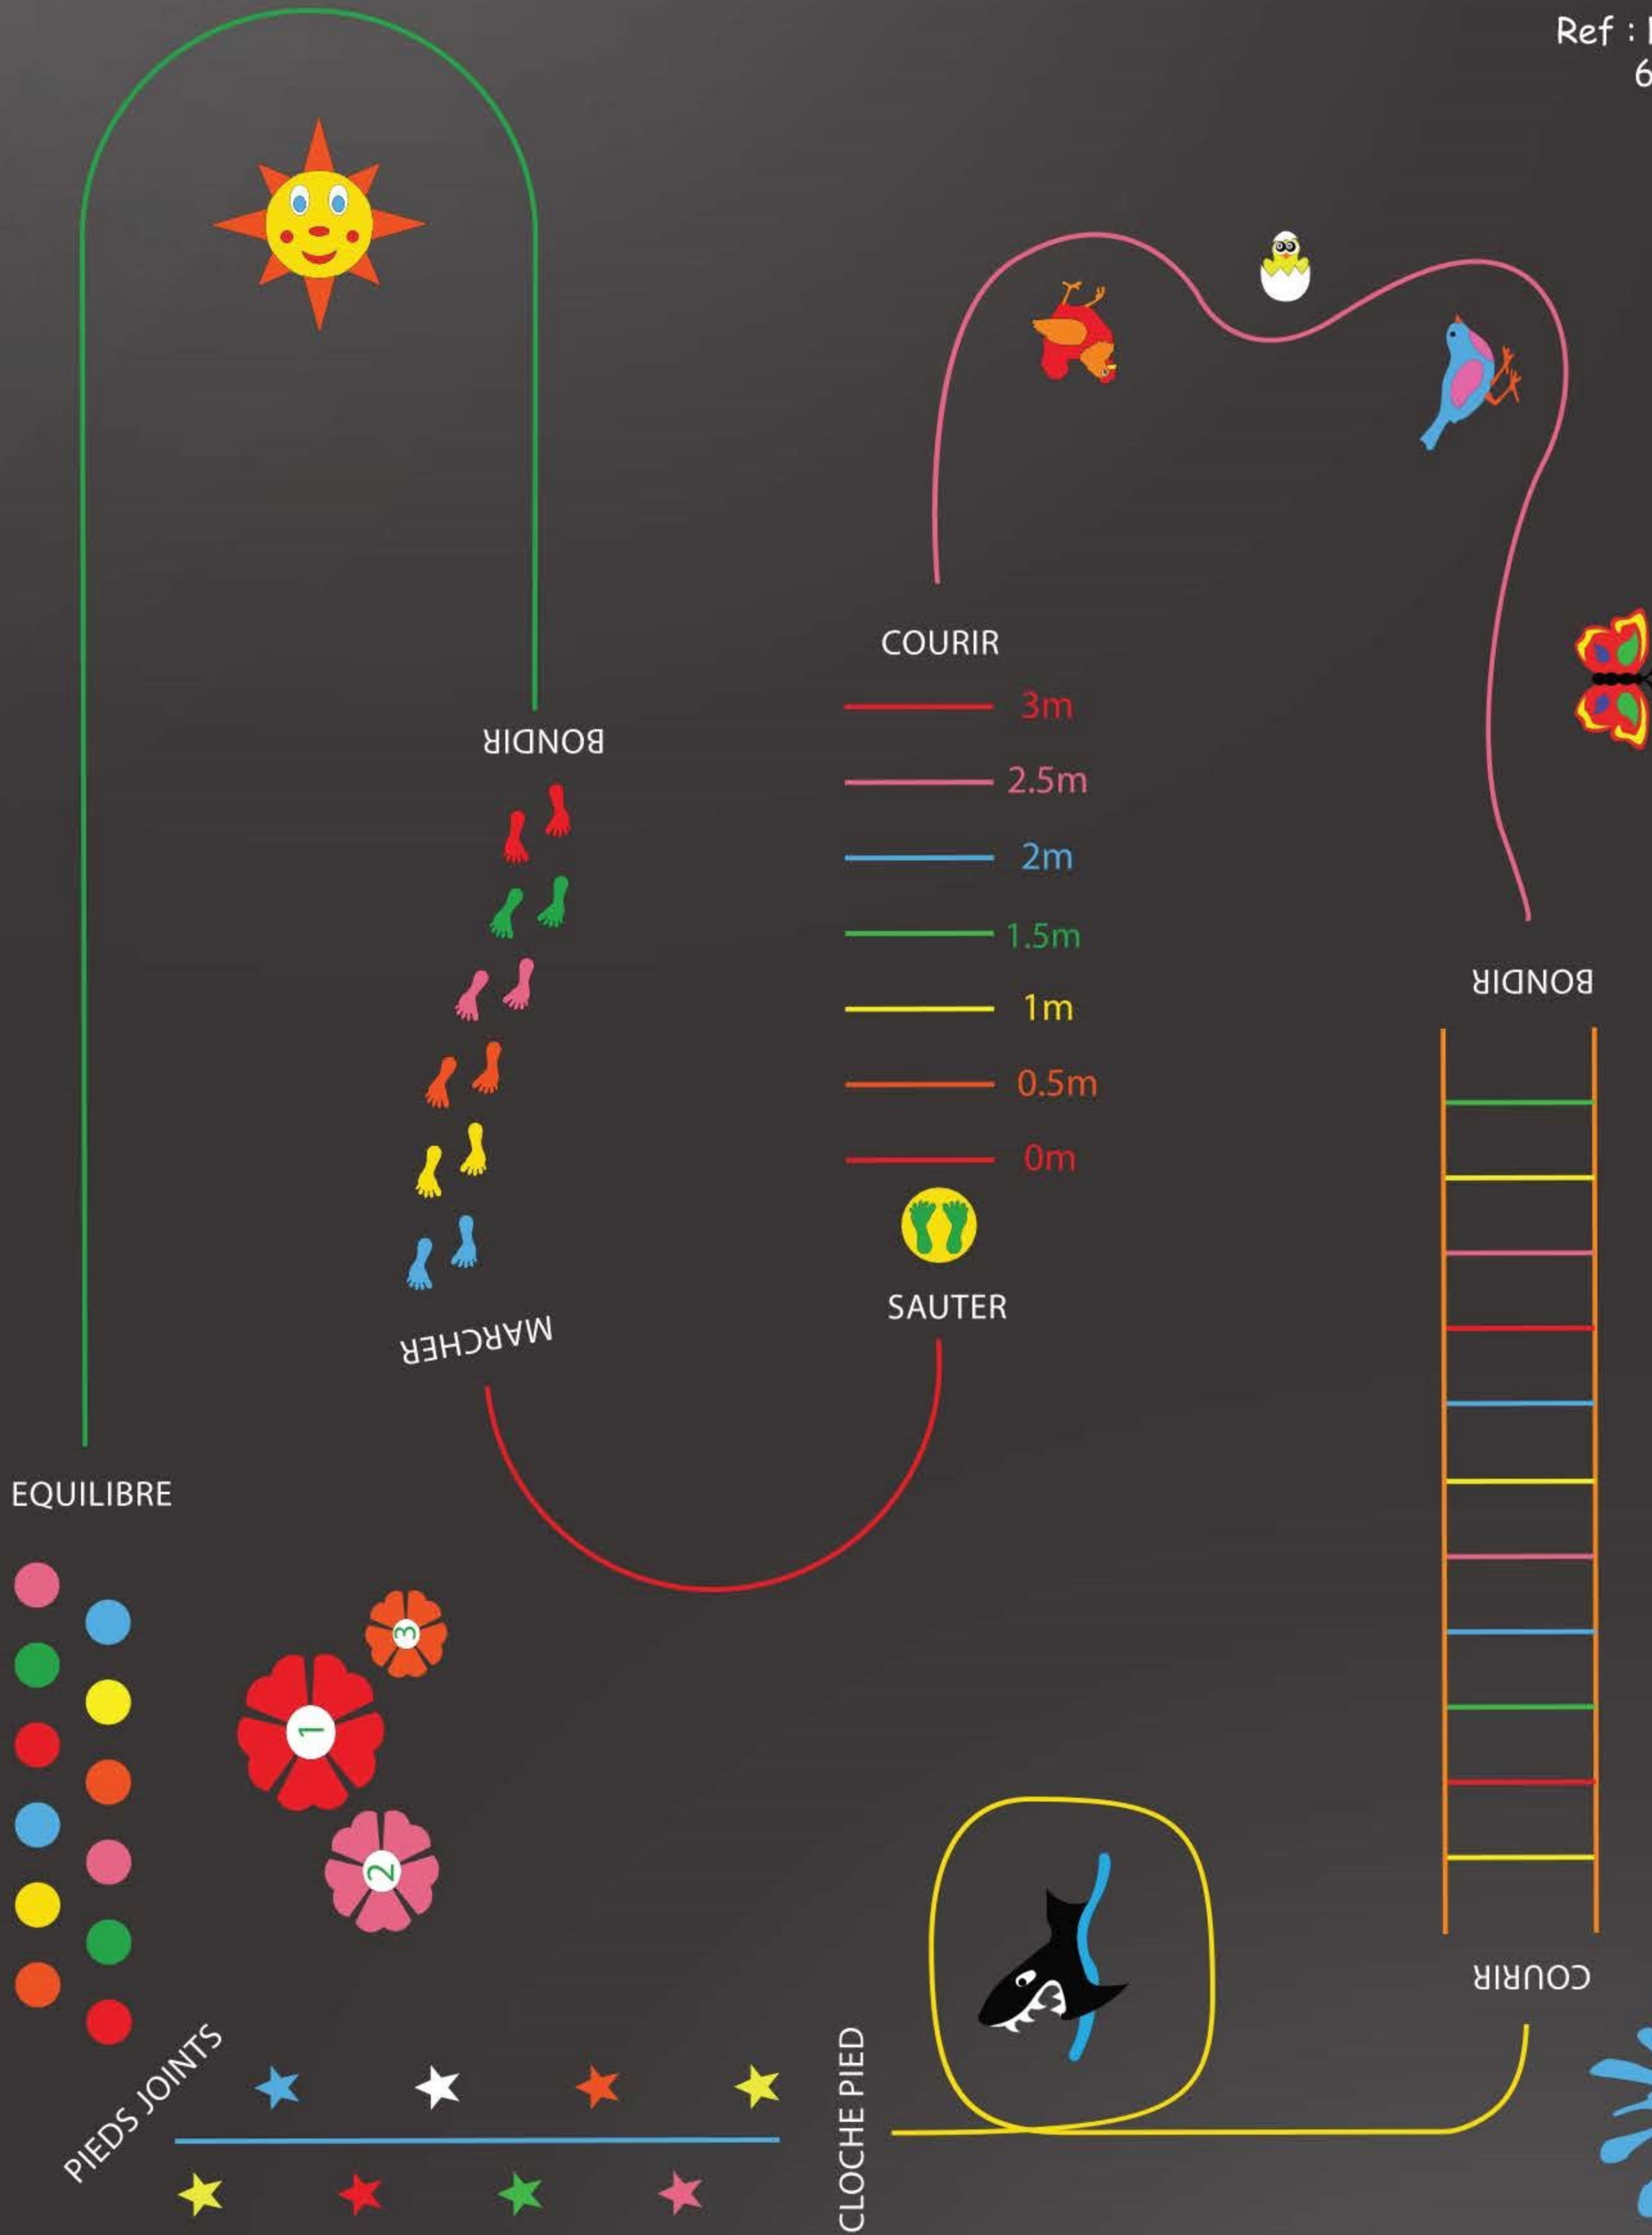 Ref :
6
COURIR
3m
2.5m
2m
1.5m
1m
0.5m
0m
SAUTER
BONDIR
MARCHER
BONDIR
EQUILIBRE
3
1
2
PIEDS JOINTS
CLOCHE PIED
COURIR